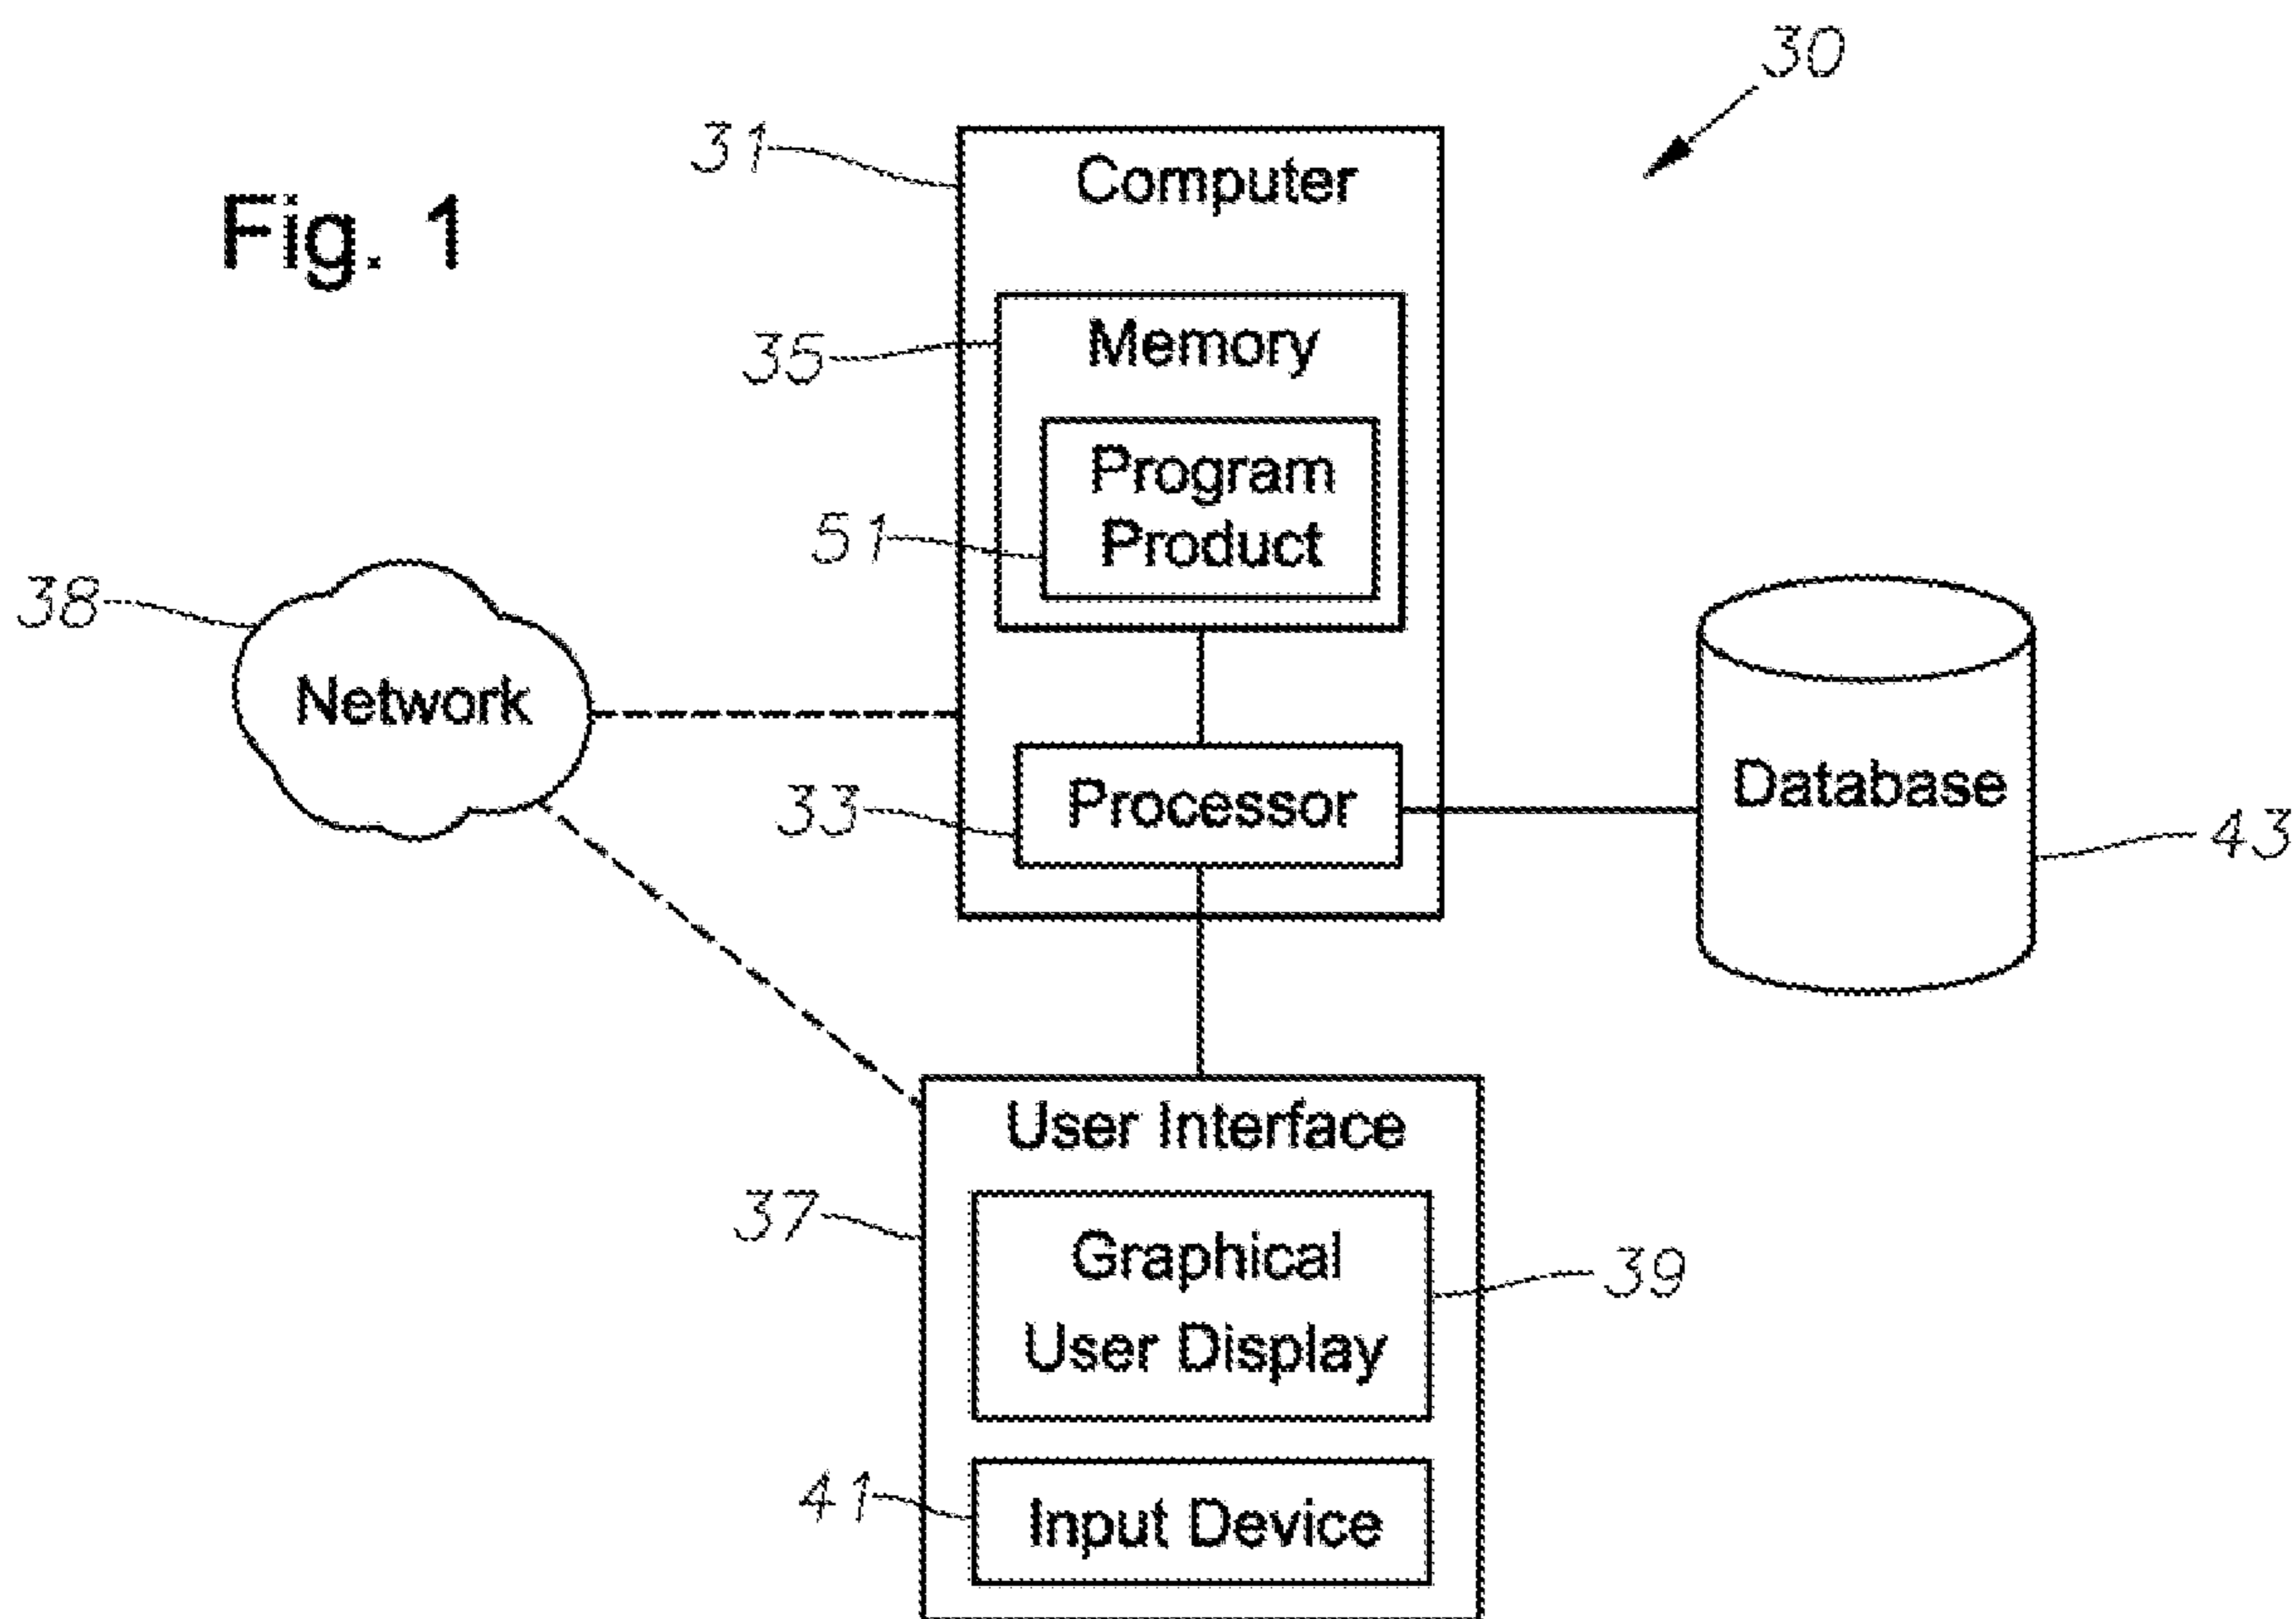 30
31
Computer
Fig. 1
35
Memory
Program
51
Product
38
Network
Database
33
Processor
43
User Interface
37
Graphical
39
User Display
41
Input Device